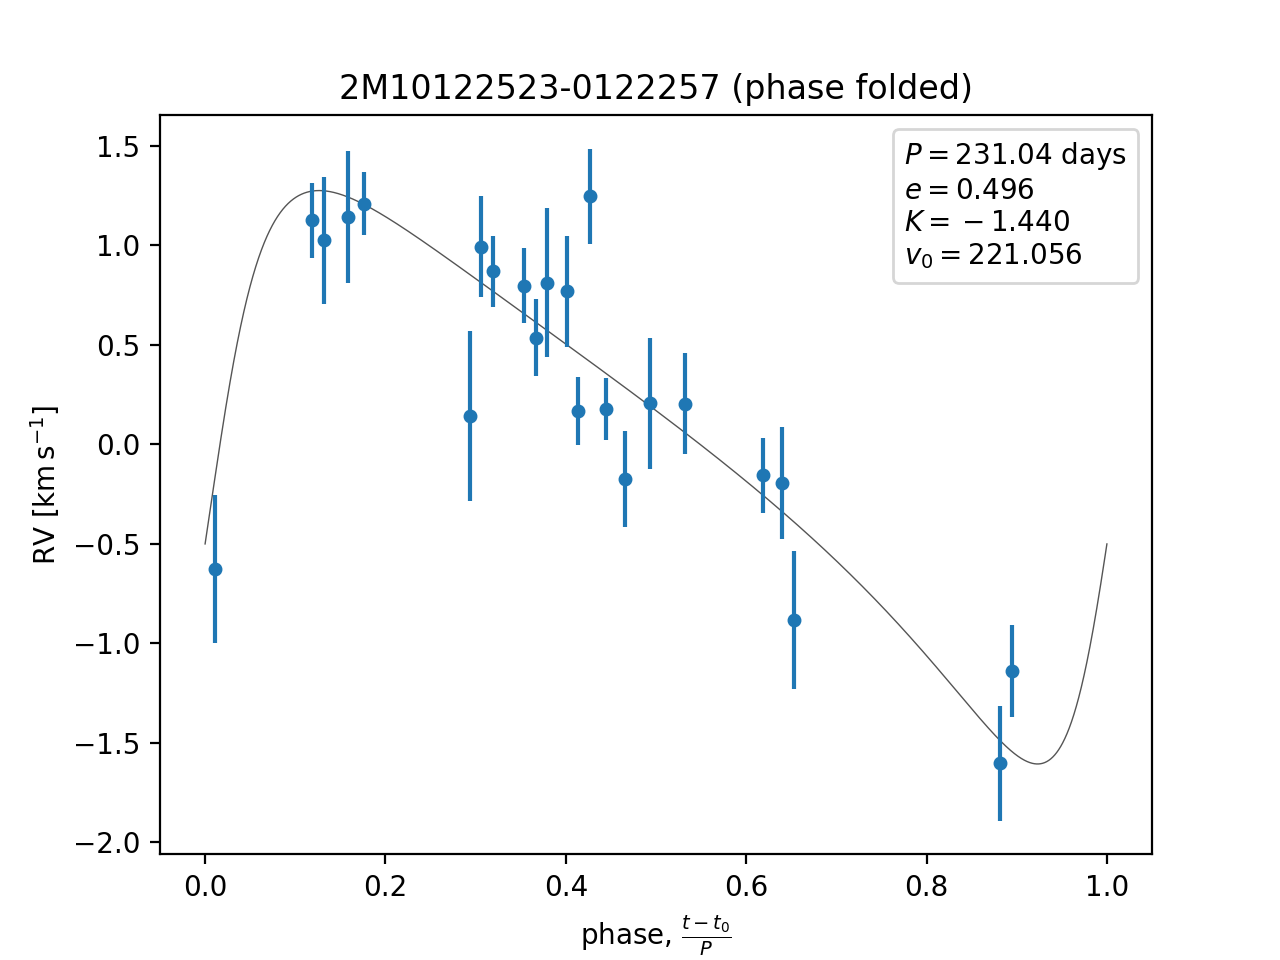 2M10122523-0122257 (phase folded)
P = 231.04 days
e = 0.496
K = −1.440
v₀ = 221.056
RV [km s⁻¹]
1.5
1.0
0.5
0.0
−0.5
−1.0
−1.5
−2.0
0.0 0.2 0.4 0.6 0.8 1.0
phase, (t − t₀)/P